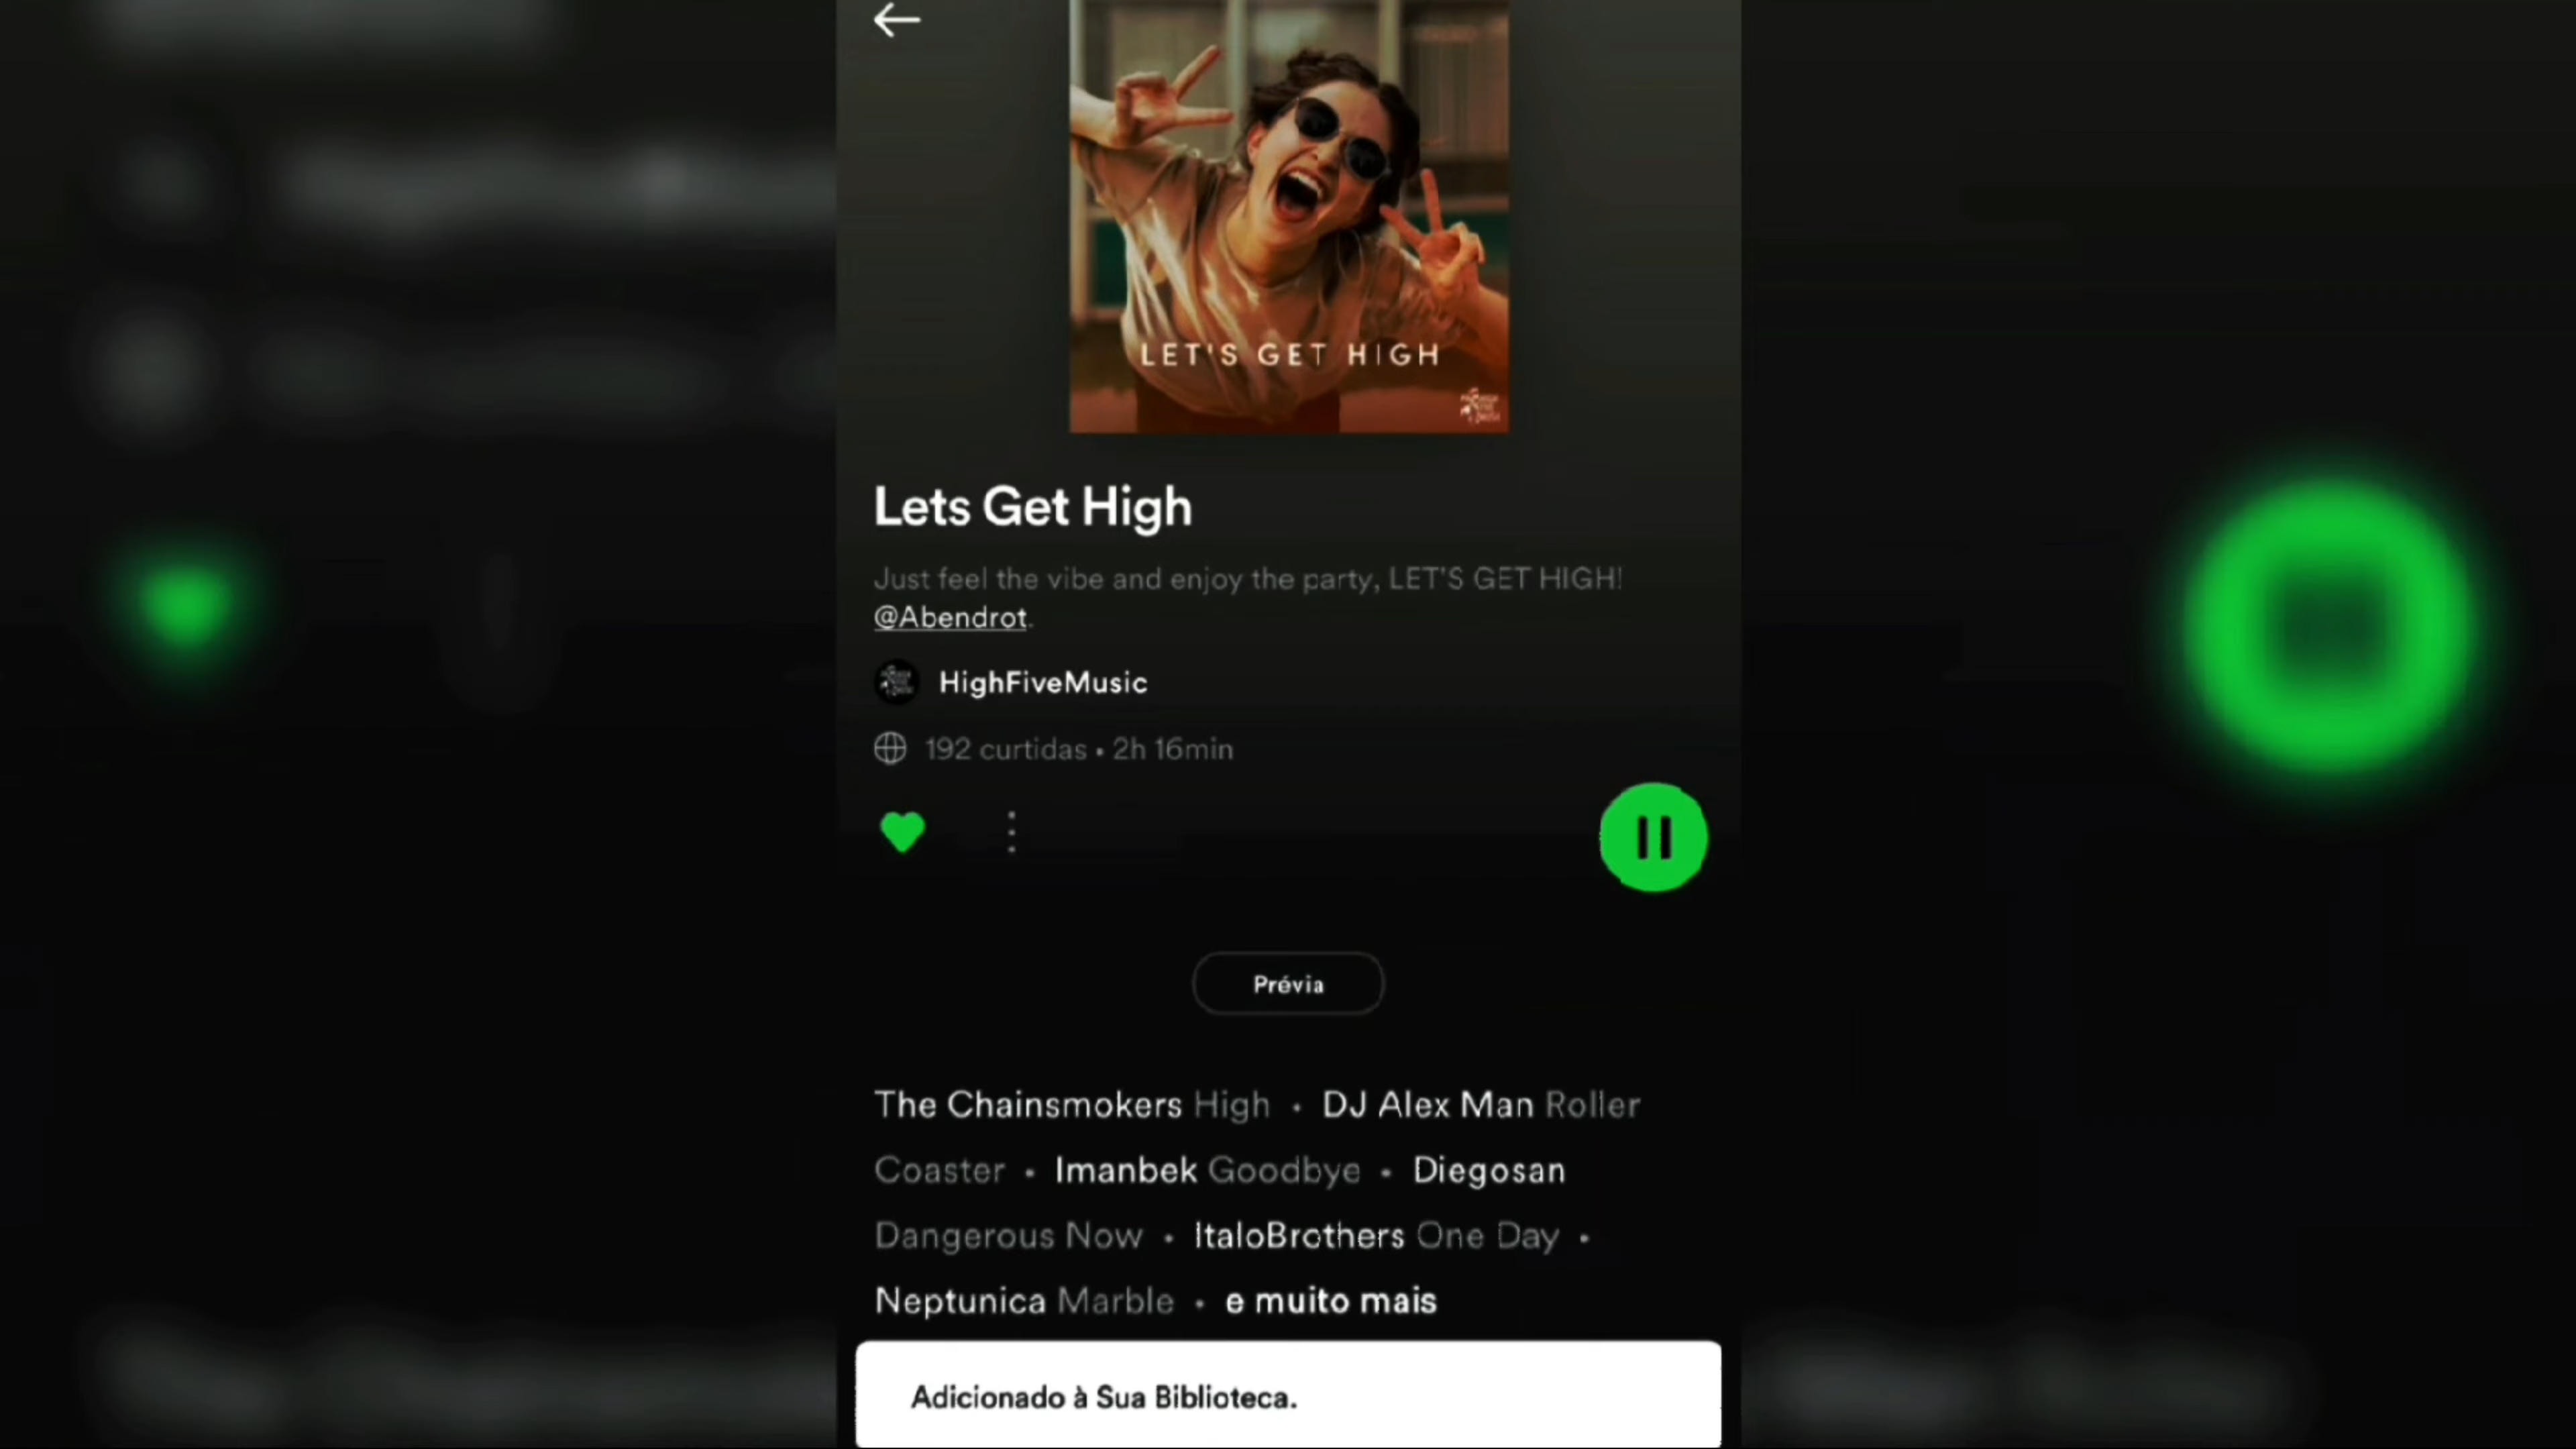 LET'S GET HIGH
Lets Get High
Just feel the vibe and enjoy the party, LET'S GET HIGH!
@Abendrot.
HighFiveMusic
192 curtidas • 2h 16min
Prévia
The Chainsmokers High • DJ Alex Man Roller
Coaster • Imanbek Goodbye • Diegosan
Dangerous Now • ItaloBrothers One Day •
Neptunica Marble • e muito mais
Adicionado à Sua Biblioteca.